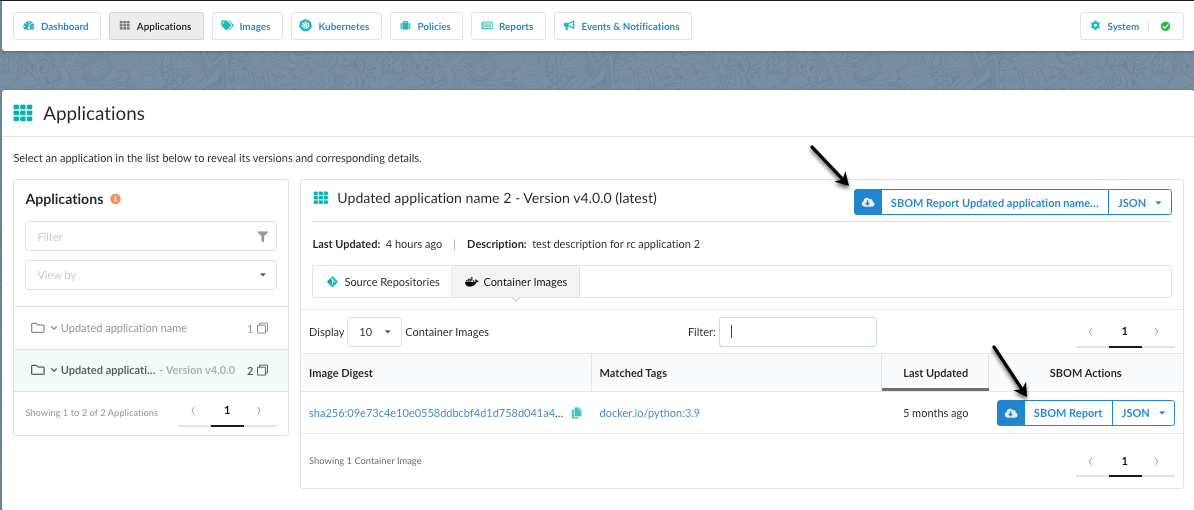 Dashboard Applications Images Kubernetes Policies Reports Events & Notifications System
Applications
Select an application in the list below to reveal its versions and corresponding details.
Applications
Filter
View by
Updated application name 1
Updated applicati... - Version v4.0.0 2
Showing 1 to 2 of 2 Applications 1
Updated application name 2 - Version v4.0.0 (latest)
SBOM Report Updated application name... JSON
Last Updated: 4 hours ago | Description: test description for rc application 2
Source Repositories Container Images
Display 10 Container Images Filter: 1
Image Digest Matched Tags Last Updated SBOM Actions
sha256:09e73c4e10e0558ddbcbf4d1d758d041a4... docker.io/python:3.9 5 months ago SBOM Report JSON
Showing 1 Container Image 1